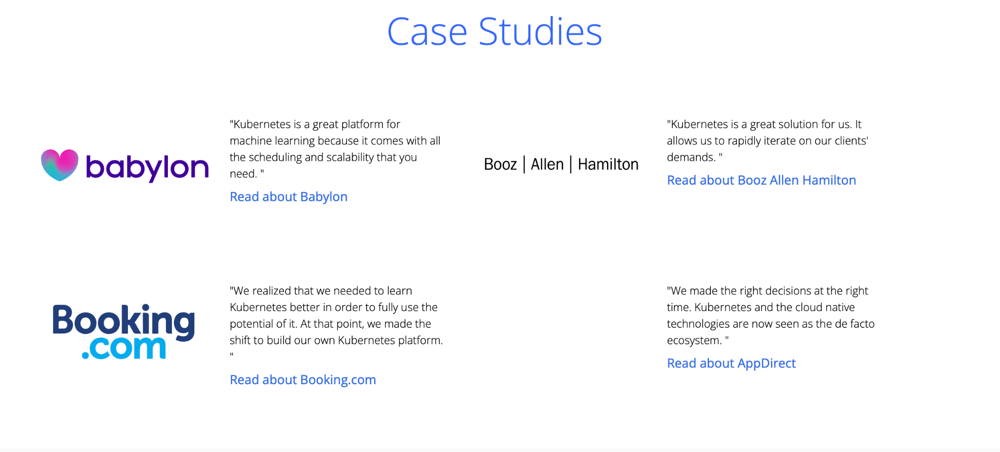 Case Studies
babylon
"Kubernetes is a great platform for
machine learning because it comes with all
the scheduling and scalability that you
need. "
Read about Babylon
Booz | Allen | Hamilton
"Kubernetes is a great solution for us. It
allows us to rapidly iterate on our clients'
demands. "
Read about Booz Allen Hamilton
Booking
.com
"We realized that we needed to learn
Kubernetes better in order to fully use the
potential of it. At that point, we made the
shift to build our own Kubernetes platform.
"
Read about Booking.com
"We made the right decisions at the right
time. Kubernetes and the cloud native
technologies are now seen as the de facto
ecosystem. "
Read about AppDirect